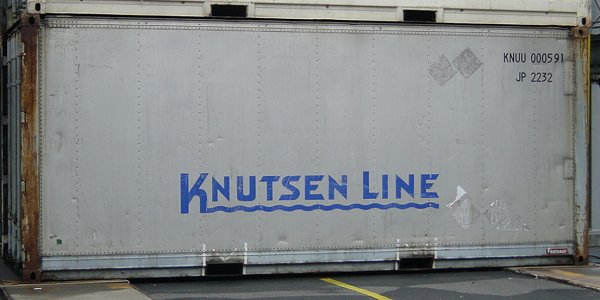 KNUU 000591
JP 2232
KNUTSEN LINE